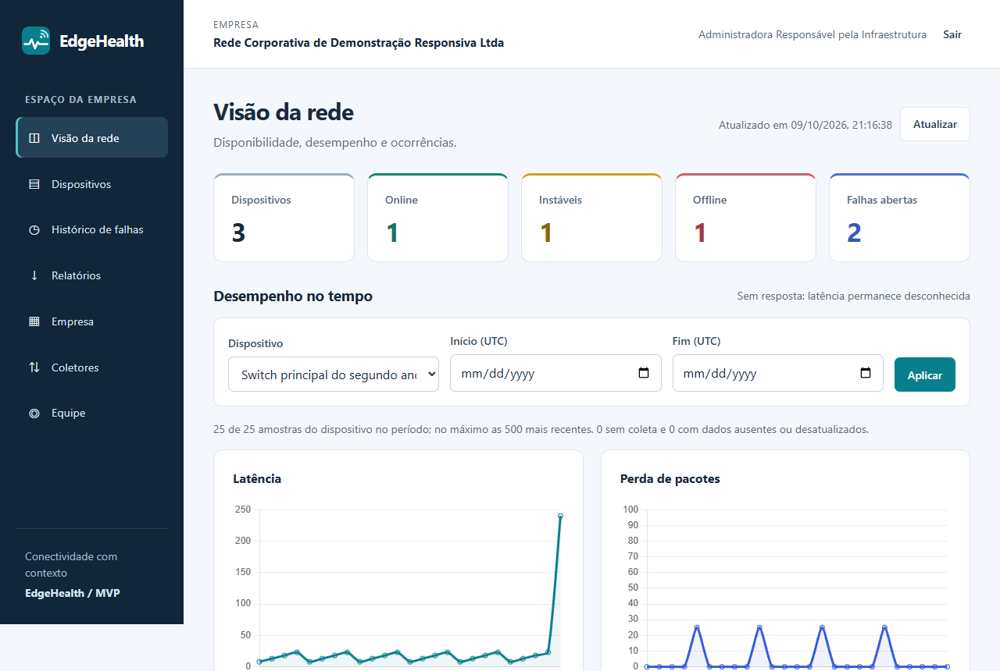 EdgeHealth
ESPAÇO DA EMPRESA
Visão da rede
Dispositivos
Histórico de falhas
Relatórios
Empresa
Coletores
Equipe
Conectividade com
contexto
EdgeHealth / MVP
EMPRESA
Rede Corporativa de Demonstração Responsiva Ltda
Administradora Responsável pela Infraestrutura
Sair
Visão da rede
Disponibilidade, desempenho e ocorrências.
Atualizado em 09/10/2026, 21:16:38
Atualizar
Dispositivos
3
Online
1
Instáveis
1
Offline
1
Falhas abertas
2
Desempenho no tempo
Sem resposta: latência permanece desconhecida
Dispositivo
Switch principal do segundo and
Início (UTC)
mm/dd/yyyy
Fim (UTC)
mm/dd/yyyy
Aplicar
25 de 25 amostras do dispositivo no período; no máximo as 500 mais recentes. 0 sem coleta e 0 com dados ausentes ou desatualizados.
Latência
250
200
150
100
50
0
Perda de pacotes
100
90
80
70
60
50
40
30
20
10
0